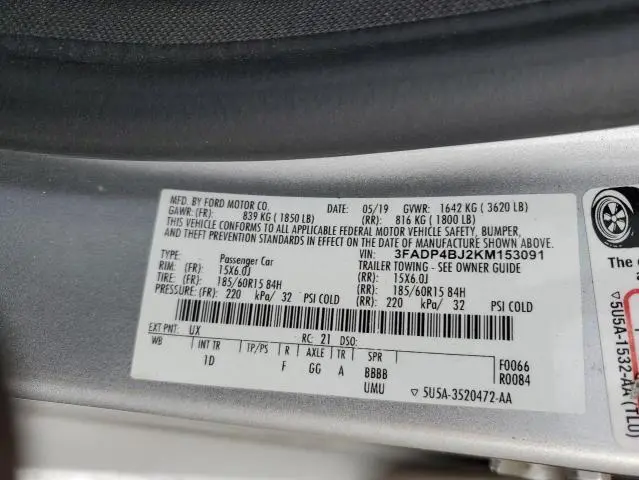 MFD. BY FORD MOTOR CO. DATE: 05/19 GVWR: 1642 KG ( 3620 LB)
GAWR: (FR): 839 KG ( 1850 LB) (RR): 816 KG ( 1800 LB)
THIS VEHICLE CONFORMS TO ALL APPLICABLE FEDERAL MOTOR VEHICLE SAFETY, BUMPER,
AND THEFT PREVENTION STANDARDS IN EFFECT ON THE DATE OF MANUFACTURE SHOWN ABOVE
VIN: 3FADP4BJ2KM153091
TYPE: Passenger Car TRAILER TOWING - SEE OWNER GUIDE
RIM: (FR): 15X6.0J (RR): 15X6.0J
TIRE: (FR): 185/60R15 84H (RR): 185/60R15 84H
PRESSURE: (FR): 220 kPa/ 32 PSI COLD (RR): 220 kPa/ 32 PSI COLD
EXT PNT: UX RC: 21 DSO:
WB INT TR TP/PS R AXLE TR SPR
1D F GG A BBBB
UMU
F0066
R0084
▽ 5U5A-3520472-AA
The
▽5U5A-1532-AA (TLU)